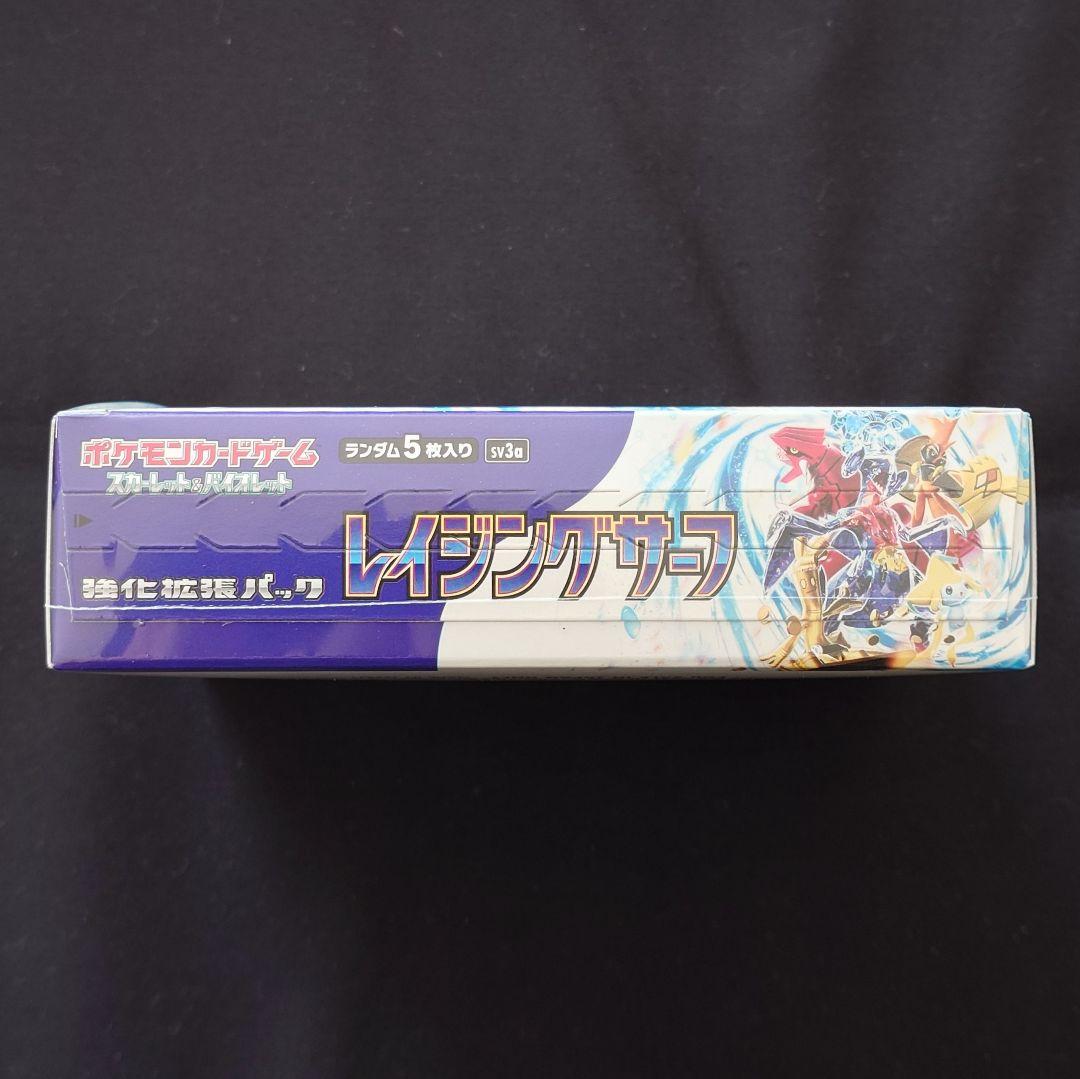 ポケモンカードゲーム
スカーレット&バイオレット
ランダム5枚入り sv3a
強化拡張パック
レイジングサーフ